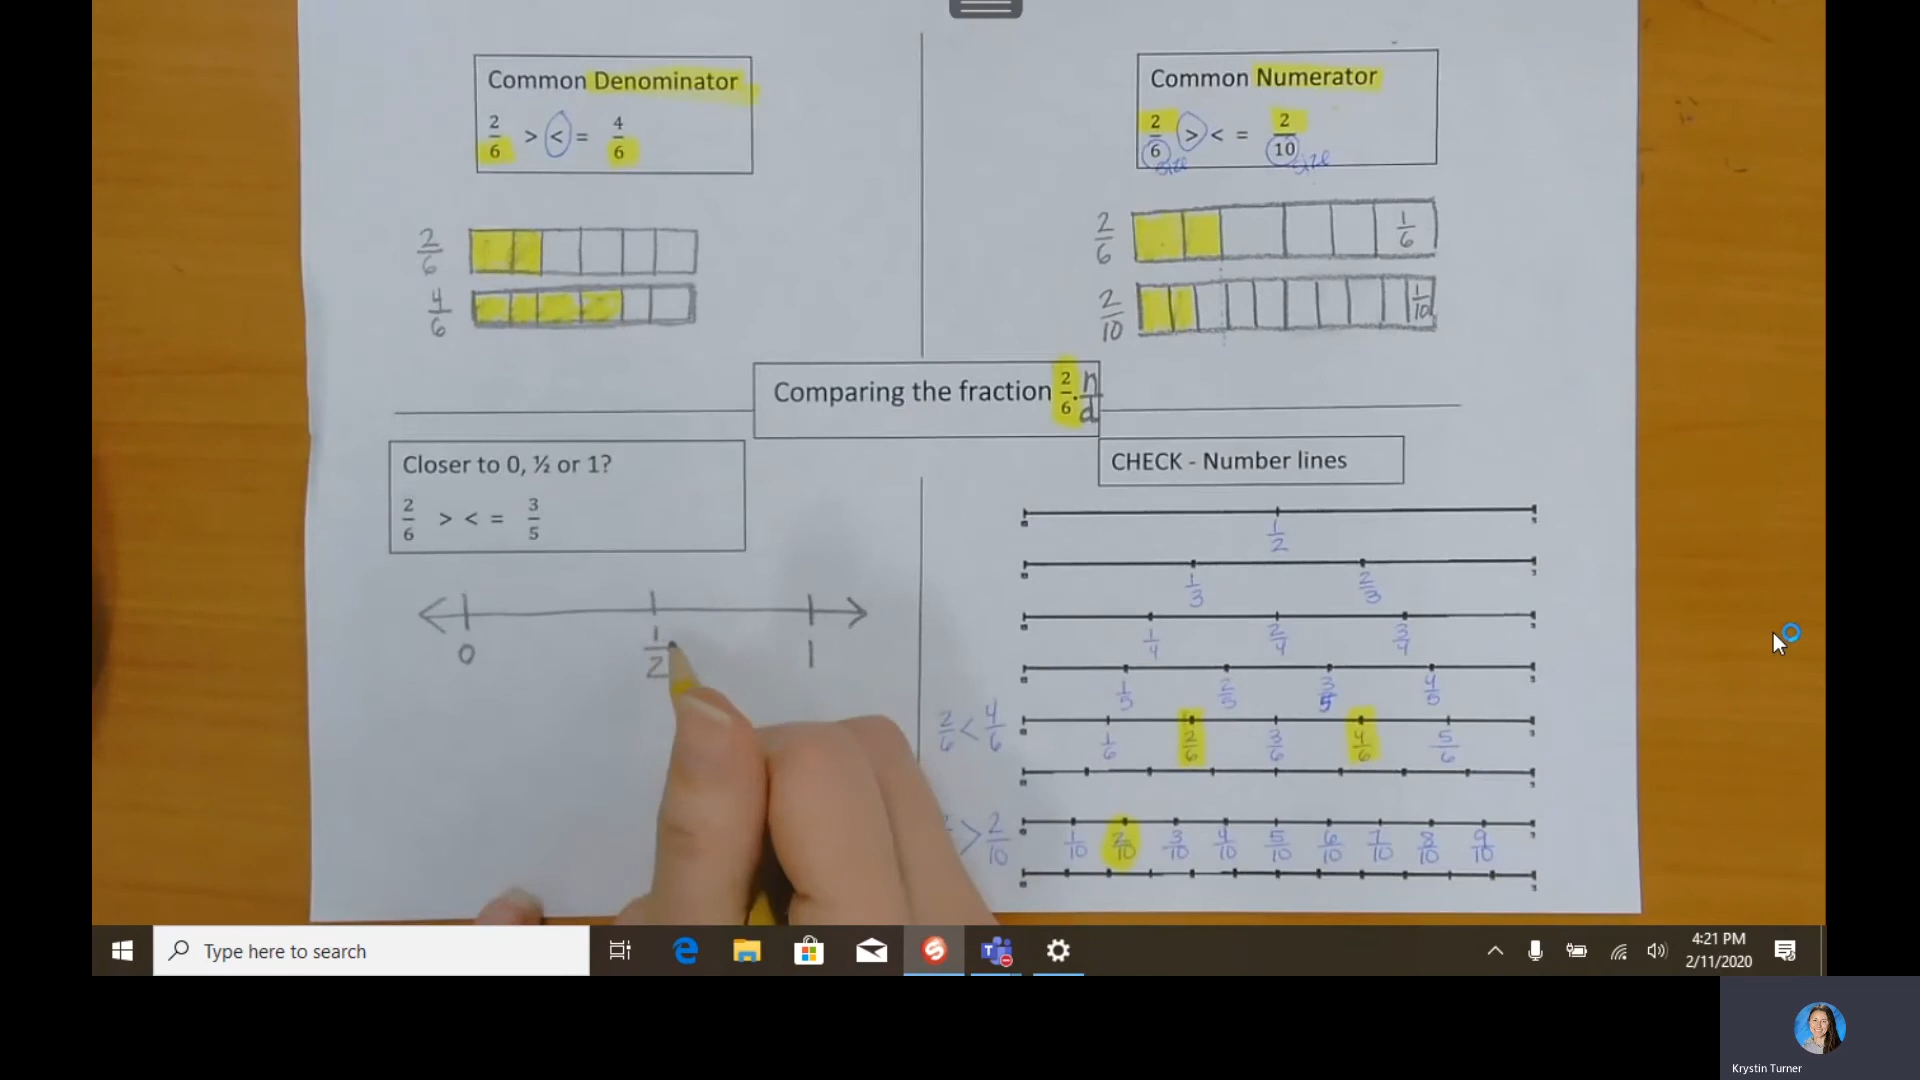 Common Denominator
2/6 > < = 4/6
2/6
4/6
Common Numerator
2/6 > < = 2/10
size size
2/6
1/6
2/10
1/10
Comparing the fraction 2/6.
n/d
Closer to 0, ½ or 1?
2/6 > < = 3/5
0 1/2 1
CHECK - Number lines
1/2
1/3 2/3
1/4 2/4 3/4
1/5 2/5 3/5 4/5
2/6 < 4/6
1/6 2/6 3/6 4/6 5/6
> 2/10
1/10 2/10 3/10 4/10 5/10 6/10 7/10 8/10 9/10
Type here to search
4:21 PM
2/11/2020
Krystin Turner